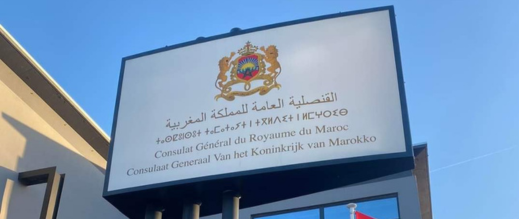 القنصلية العامة للمملكة المغربية
Consulat Général du Royaume du Maroc
Consulaat Generaal Van het Koninkrijk van Marokko